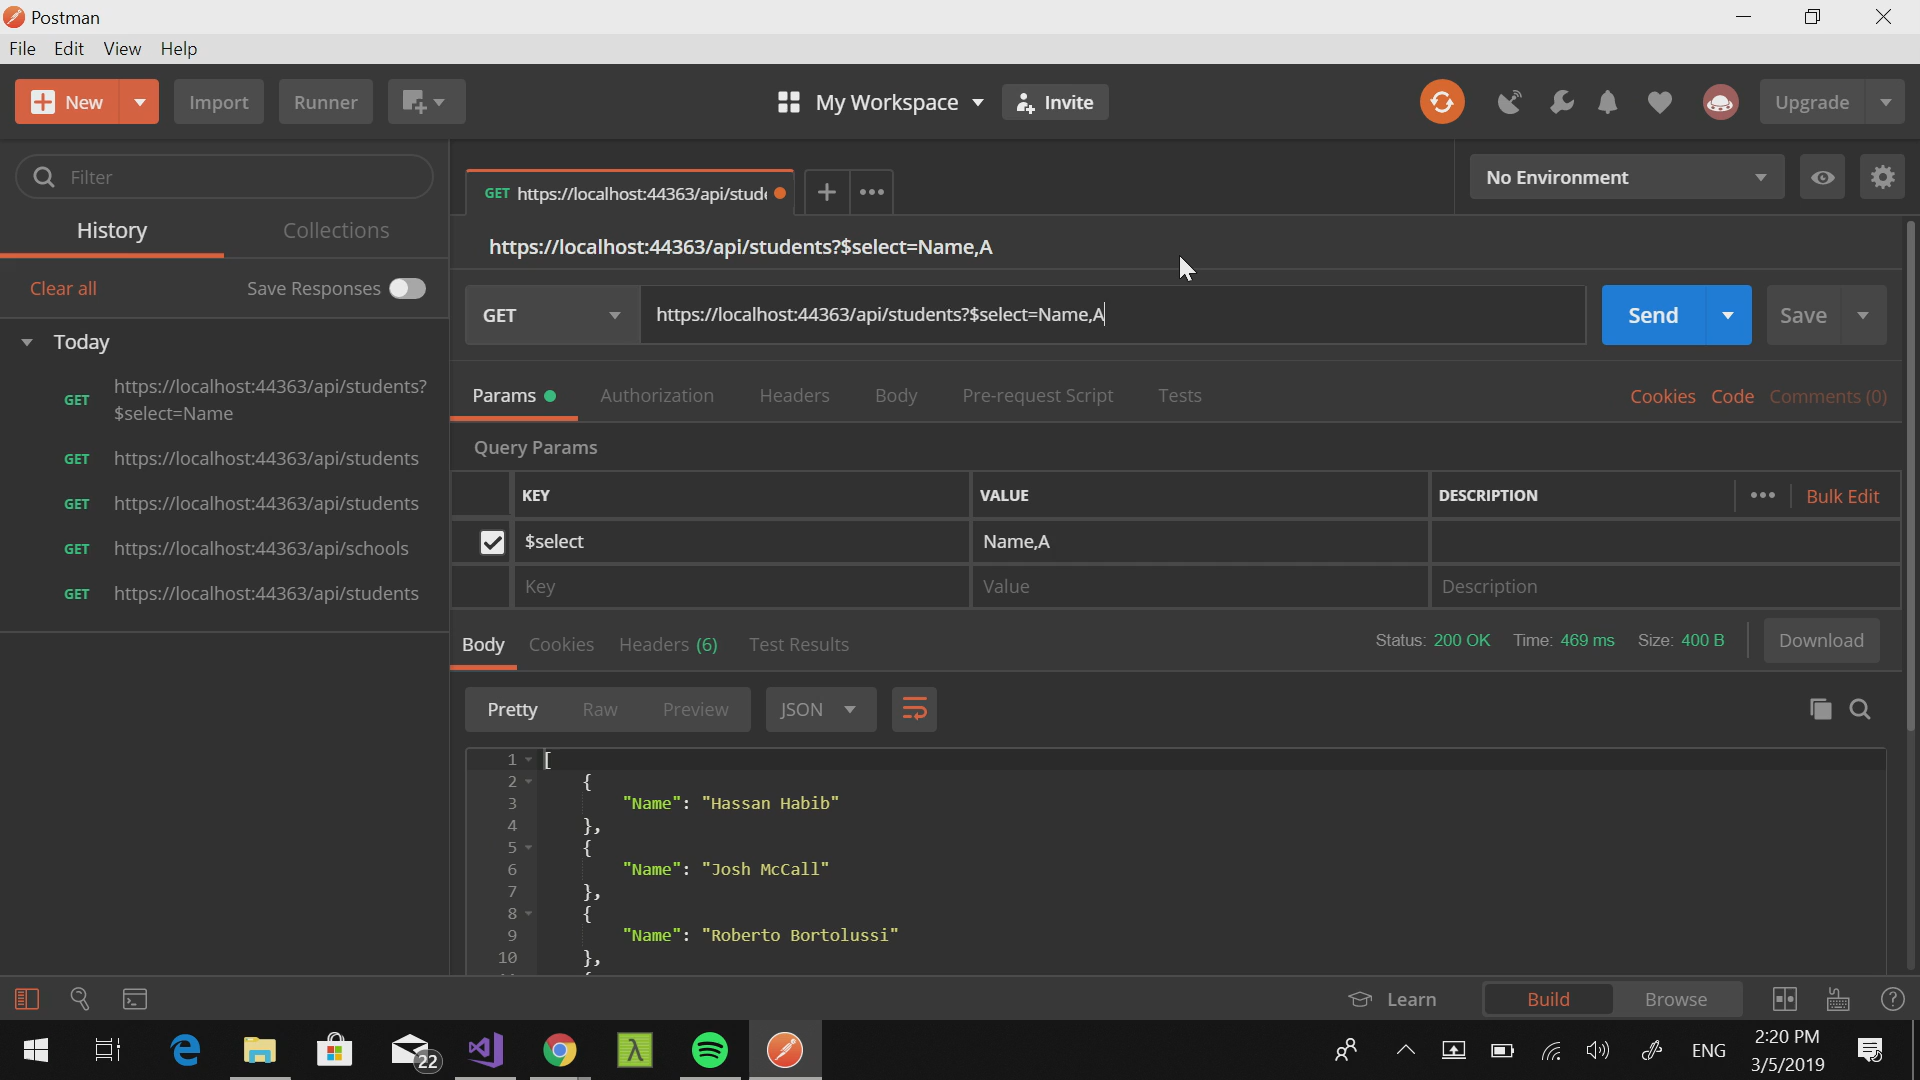 Postman
File Edit View Help
New Import Runner My Workspace Invite Upgrade
Filter
GET https://localhost:44363/api/stude
No Environment
History Collections
https://localhost:44363/api/students?$select=Name,A
Clear all Save Responses
GET https://localhost:44363/api/students?$select=Name,A Send Save
Today
GET https://localhost:44363/api/students?
$select=Name
GET https://localhost:44363/api/students
GET https://localhost:44363/api/students
GET https://localhost:44363/api/schools
GET https://localhost:44363/api/students
Params Authorization Headers Body Pre-request Script Tests Cookies Code Comments (0)
Query Params
KEY VALUE DESCRIPTION Bulk Edit
$select Name,A
Key Value Description
Body Cookies Headers (6) Test Results Status: 200 OK Time: 469 ms Size: 400 B Download
Pretty Raw Preview JSON
1 [
2 {
3 "Name": "Hassan Habib"
4 },
5 {
6 "Name": "Josh McCall"
7 },
8 {
9 "Name": "Roberto Bortolussi"
10 },
Learn Build Browse
22
ENG
2:20 PM
3/5/2019